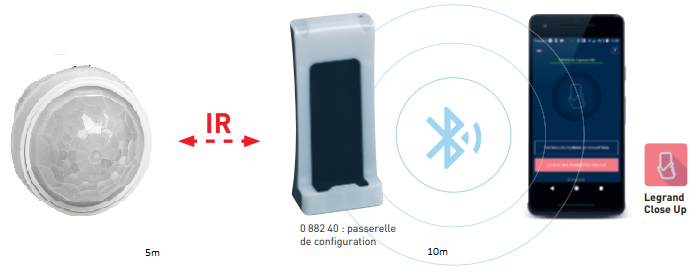 IR
0 882 40 : passerelle
de configuration
5m
10m
Legrand
Close Up